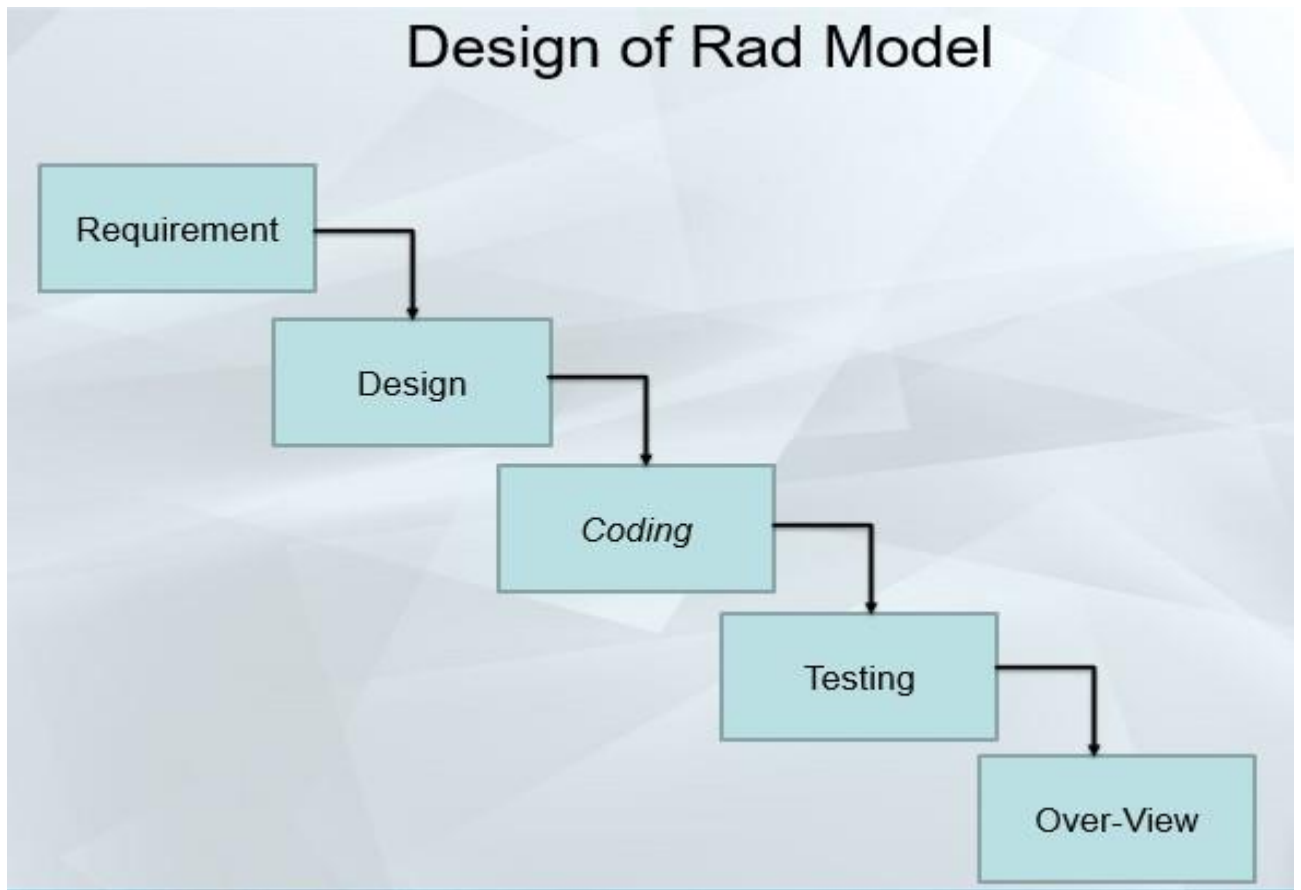 Design of Rad Model
Requirement
Design
Coding
Testing
Over-View